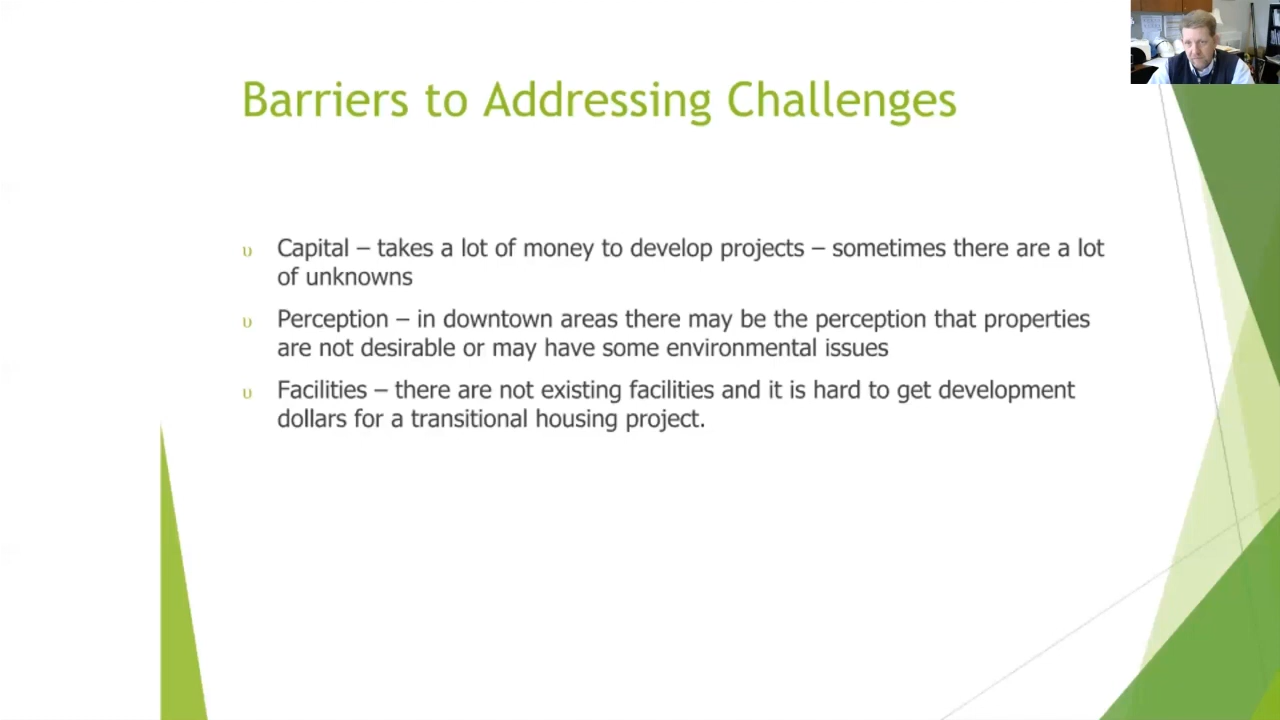 Barriers to Addressing Challenges
υ Capital – takes a lot of money to develop projects – sometimes there are a lot
of unknowns
υ Perception – in downtown areas there may be the perception that properties
are not desirable or may have some environmental issues
υ Facilities – there are not existing facilities and it is hard to get development
dollars for a transitional housing project.